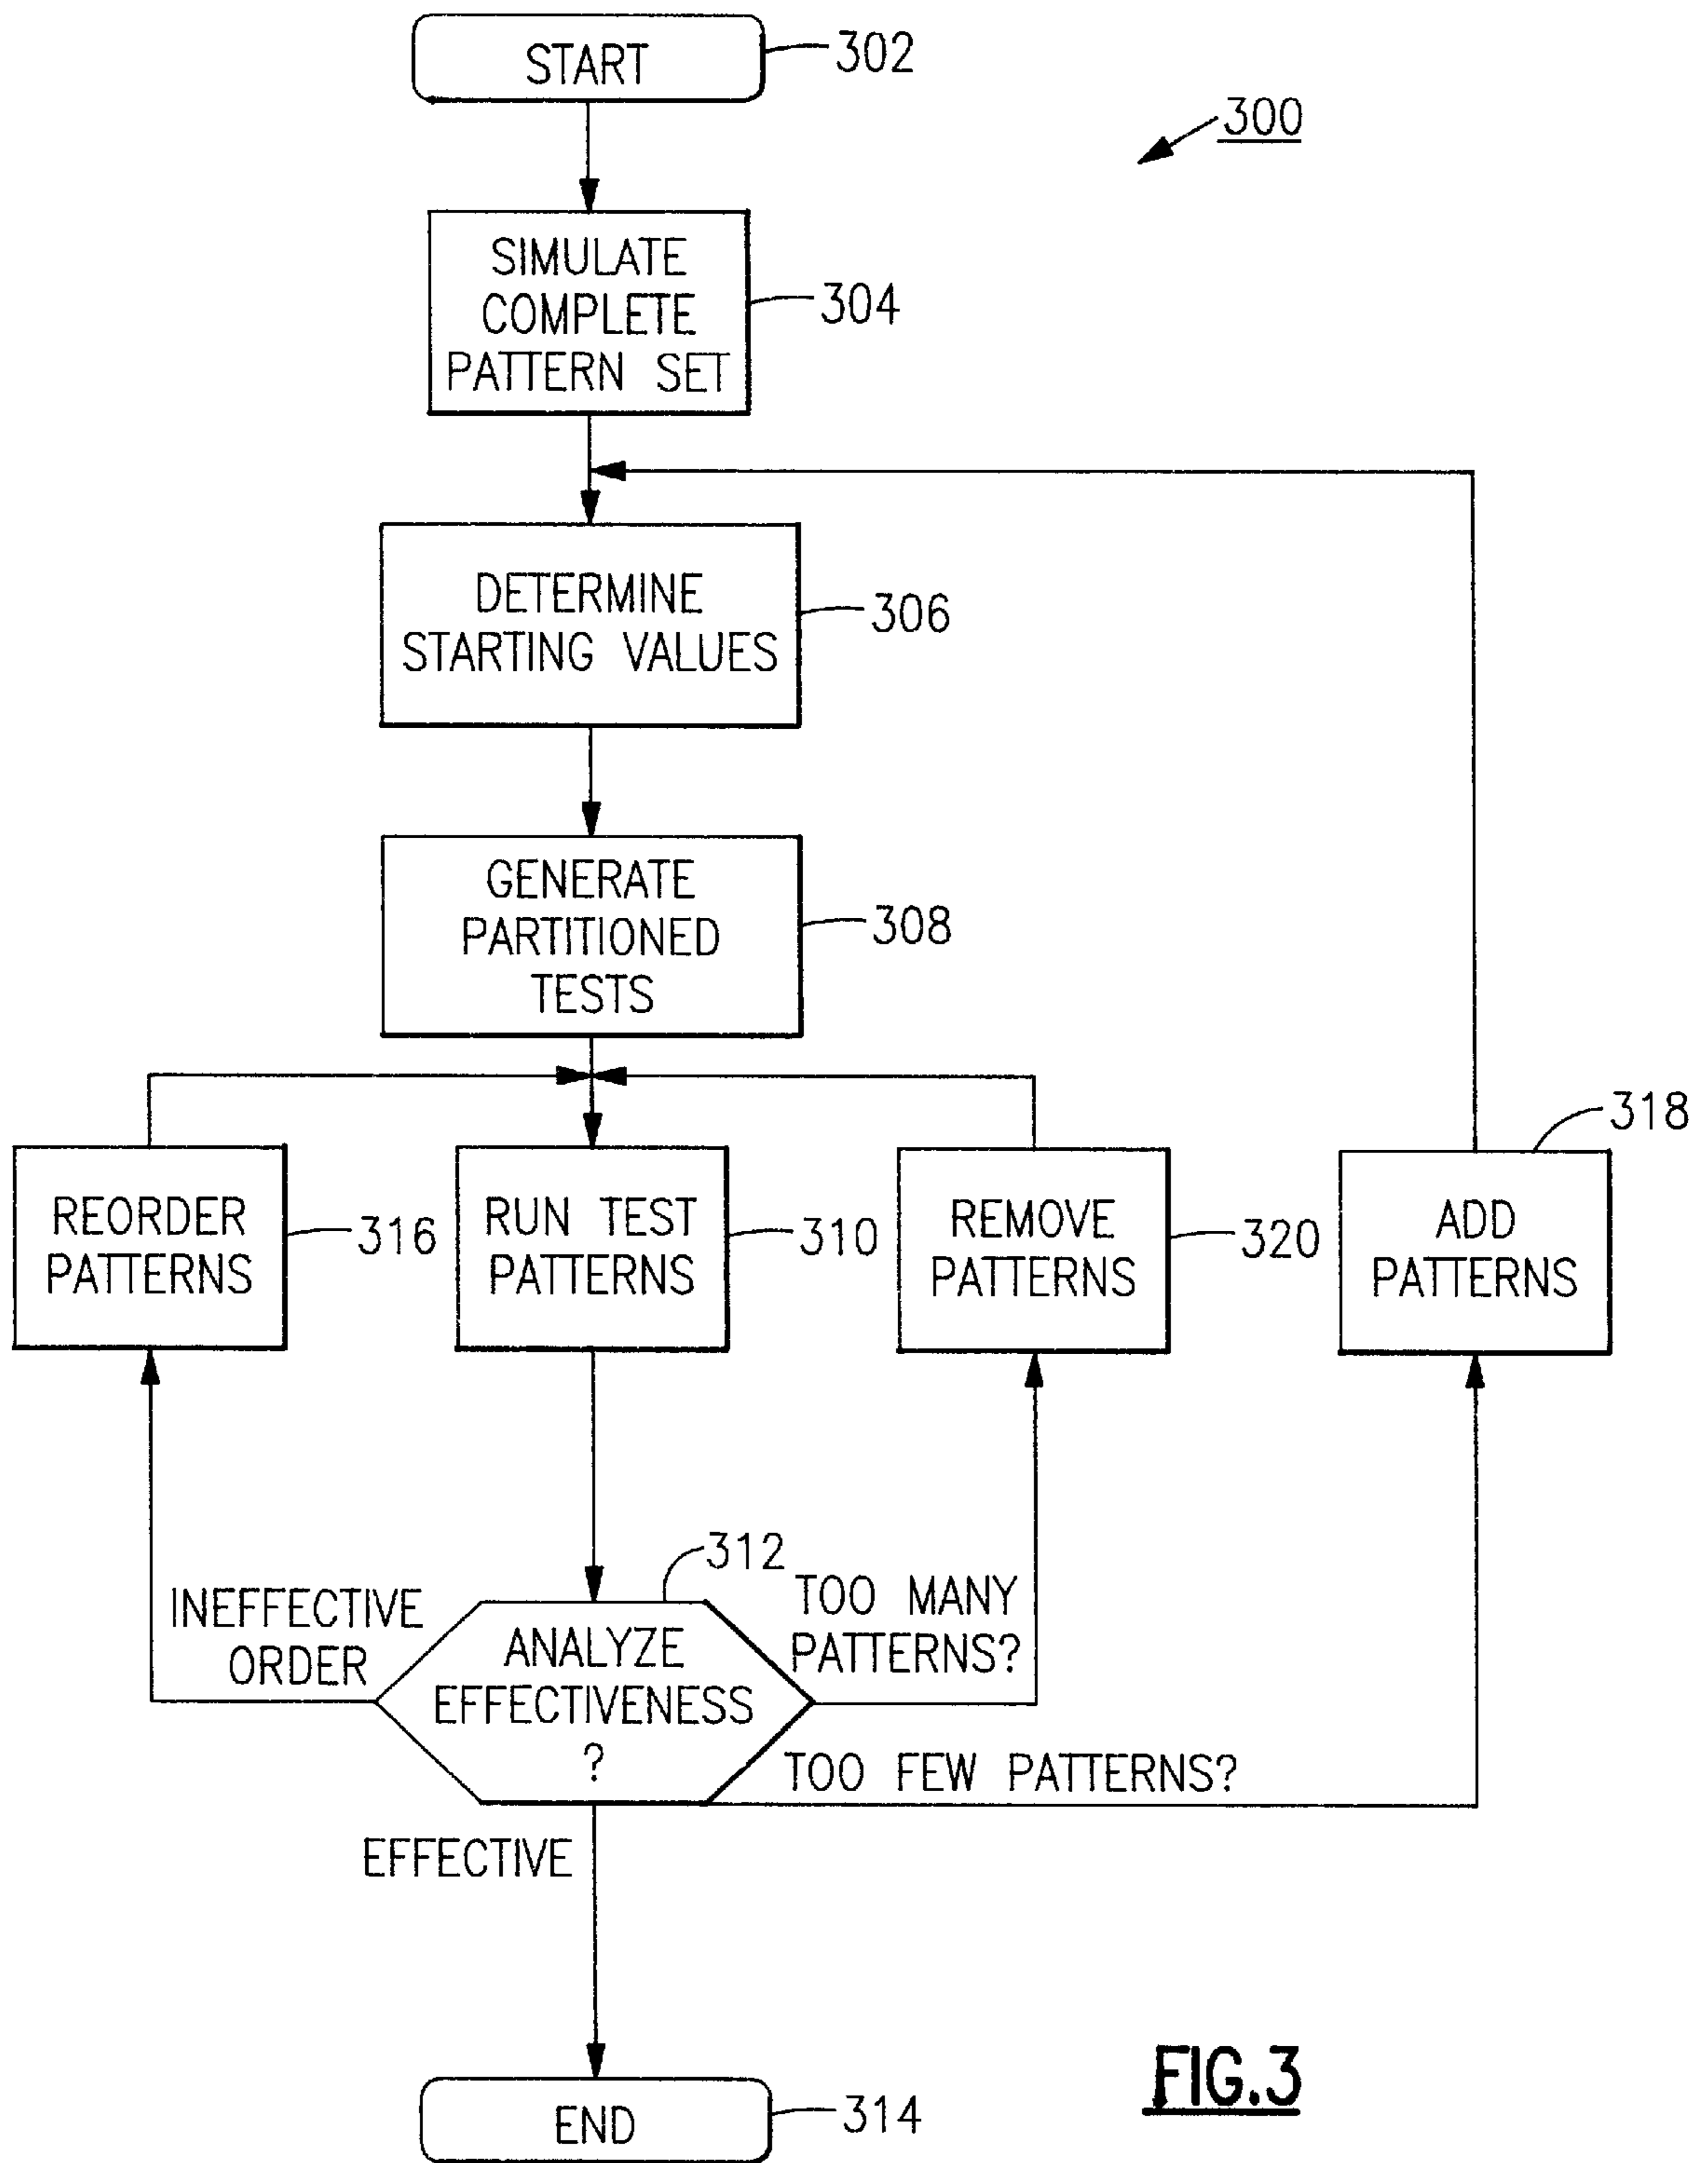 START
302
300
SIMULATE
COMPLETE
PATTERN SET
304
DETERMINE
STARTING VALUES
306
GENERATE
PARTITIONED
TESTS
308
REORDER
PATTERNS
316
RUN TEST
PATTERNS
310
REMOVE
PATTERNS
320
ADD
PATTERNS
318
INEFFECTIVE
ORDER
312
ANALYZE
EFFECTIVENESS
?
TOO MANY
PATTERNS?
TOO FEW PATTERNS?
EFFECTIVE
END
314
FIG.3